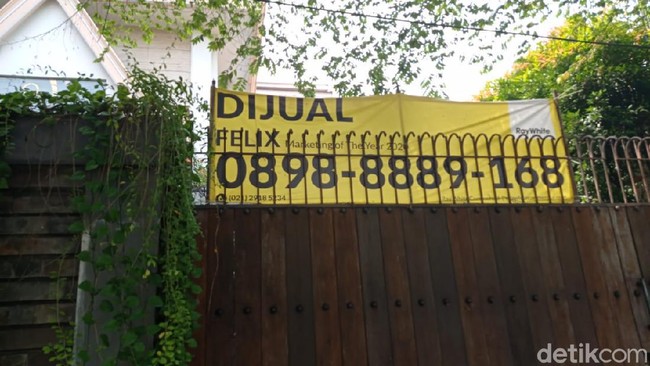 DIJUAL
FELIX Marketing of The Year 2020
RayWhite
0898-8889-168
detikcom